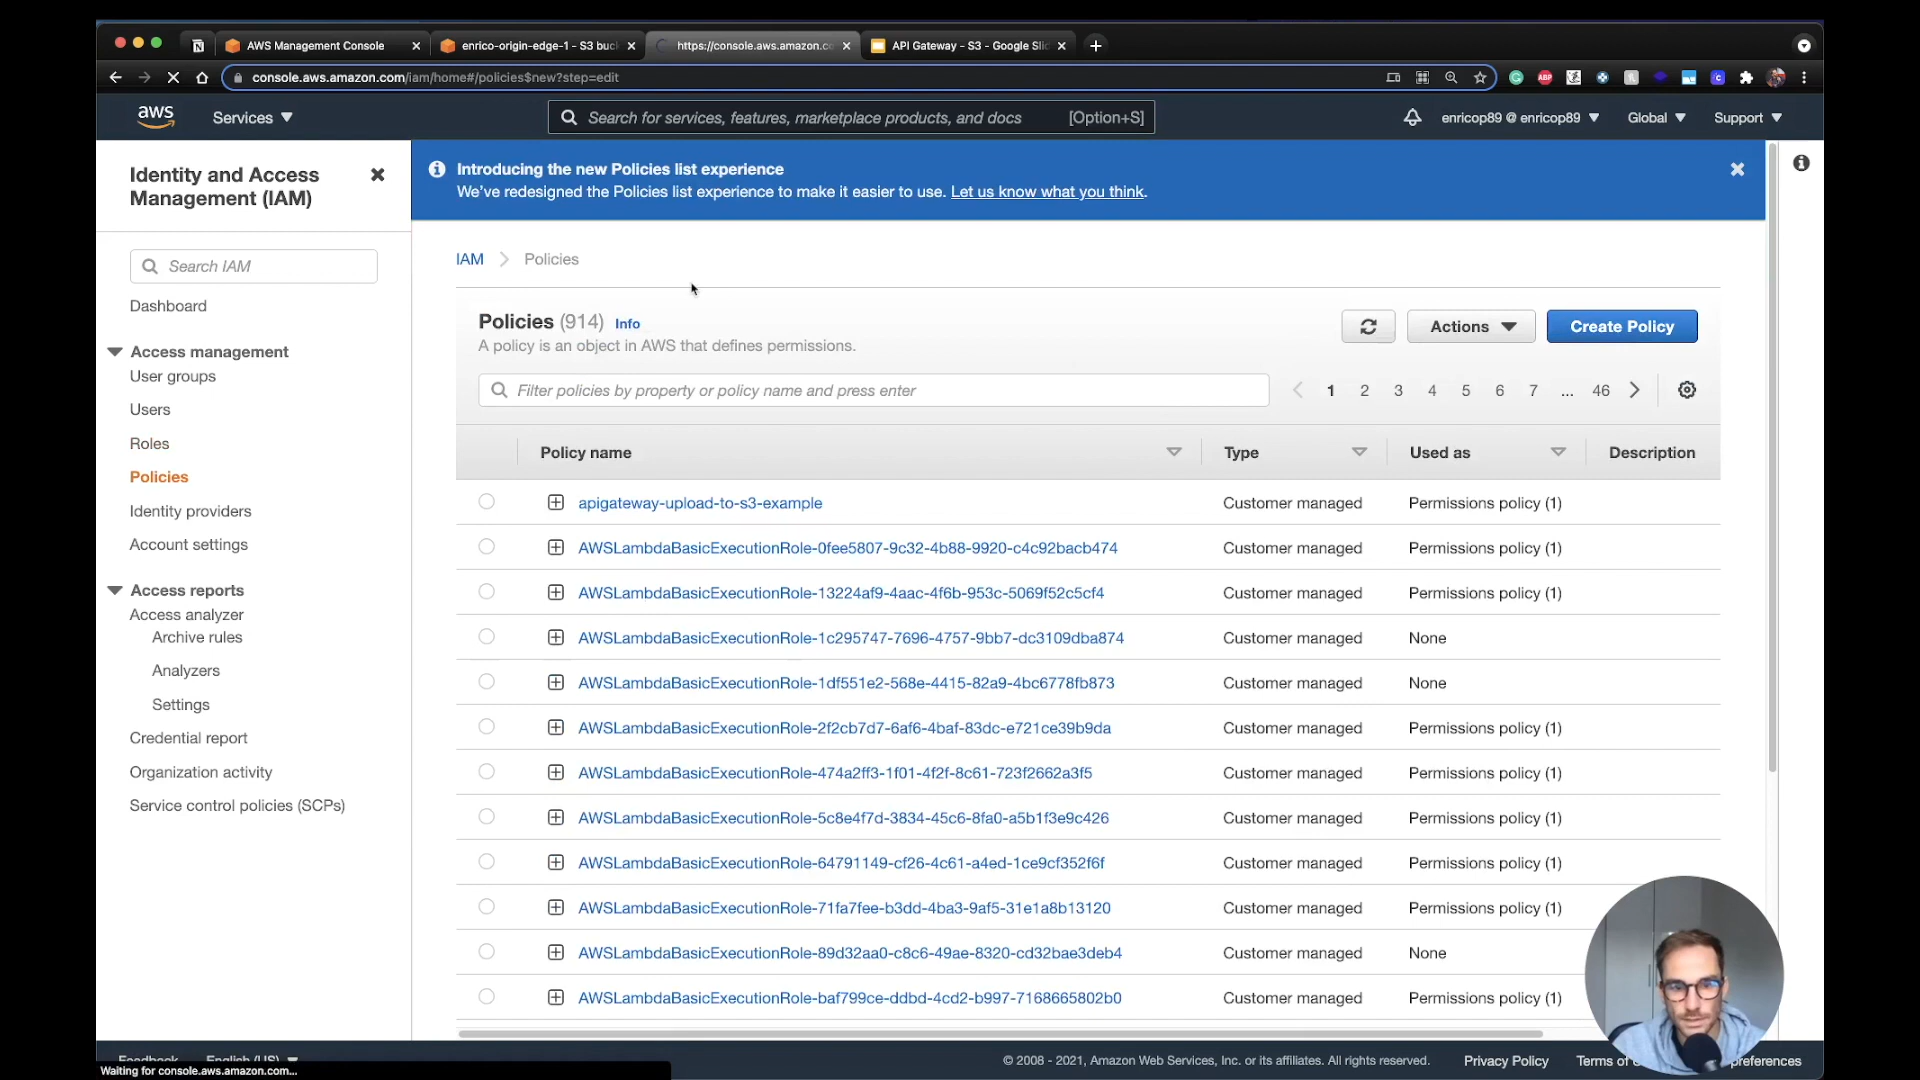 AWS Management Console
enrico-origin-edge-1 - S3 buc
https://console.aws.amazon.co
API Gateway - S3 - Google Slid
console.aws.amazon.com/iam/home#/policies$new?step=edit
ABP
aws
Services
Search for services, features, marketplace products, and docs
[Option+S]
enricop89 @ enricop89
Global
Support
Identity and Access
Management (IAM)
Search IAM
Dashboard
Access management
User groups
Users
Roles
Policies
Identity providers
Account settings
Access reports
Access analyzer
Archive rules
Analyzers
Settings
Credential report
Organization activity
Service control policies (SCPs)
Introducing the new Policies list experience
We've redesigned the Policies list experience to make it easier to use. Let us know what you think.
IAM Policies
Policies (914) Info
A policy is an object in AWS that defines permissions.
Actions
Create Policy
Filter policies by property or policy name and press enter
1 2 3 4 5 6 7 ... 46
Policy name Type Used as Description
apigateway-upload-to-s3-example Customer managed Permissions policy (1)
AWSLambdaBasicExecutionRole-0fee5807-9c32-4b88-9920-c4c92bacb474 Customer managed Permissions policy (1)
AWSLambdaBasicExecutionRole-13224af9-4aac-4f6b-953c-5069f52c5cf4 Customer managed Permissions policy (1)
AWSLambdaBasicExecutionRole-1c295747-7696-4757-9bb7-dc3109dba874 Customer managed None
AWSLambdaBasicExecutionRole-1df551e2-568e-4415-82a9-4bc6778fb873 Customer managed None
AWSLambdaBasicExecutionRole-2f2cb7d7-6af6-4baf-83dc-e721ce39b9da Customer managed Permissions policy (1)
AWSLambdaBasicExecutionRole-474a2ff3-1f01-4f2f-8c61-723f2662a3f5 Customer managed Permissions policy (1)
AWSLambdaBasicExecutionRole-5c8e4f7d-3834-45c6-8fa0-a5b1f3e9c426 Customer managed Permissions policy (1)
AWSLambdaBasicExecutionRole-64791149-cf26-4c61-a4ed-1ce9cf352f6f Customer managed Permissions policy (1)
AWSLambdaBasicExecutionRole-71fa7fee-b3dd-4ba3-9af5-31e1a8b13120 Customer managed Permissions policy (1)
AWSLambdaBasicExecutionRole-89d32aa0-c8c6-49ae-8320-cd32bae3deb4 Customer managed None
AWSLambdaBasicExecutionRole-baf799ce-ddbd-4cd2-b997-7168665802b0 Customer managed Permissions policy (1)
Feedback English (US)
© 2008 - 2021, Amazon Web Services, Inc. or its affiliates. All rights reserved. Privacy Policy Terms of preferences
Waiting for console.aws.amazon.com...